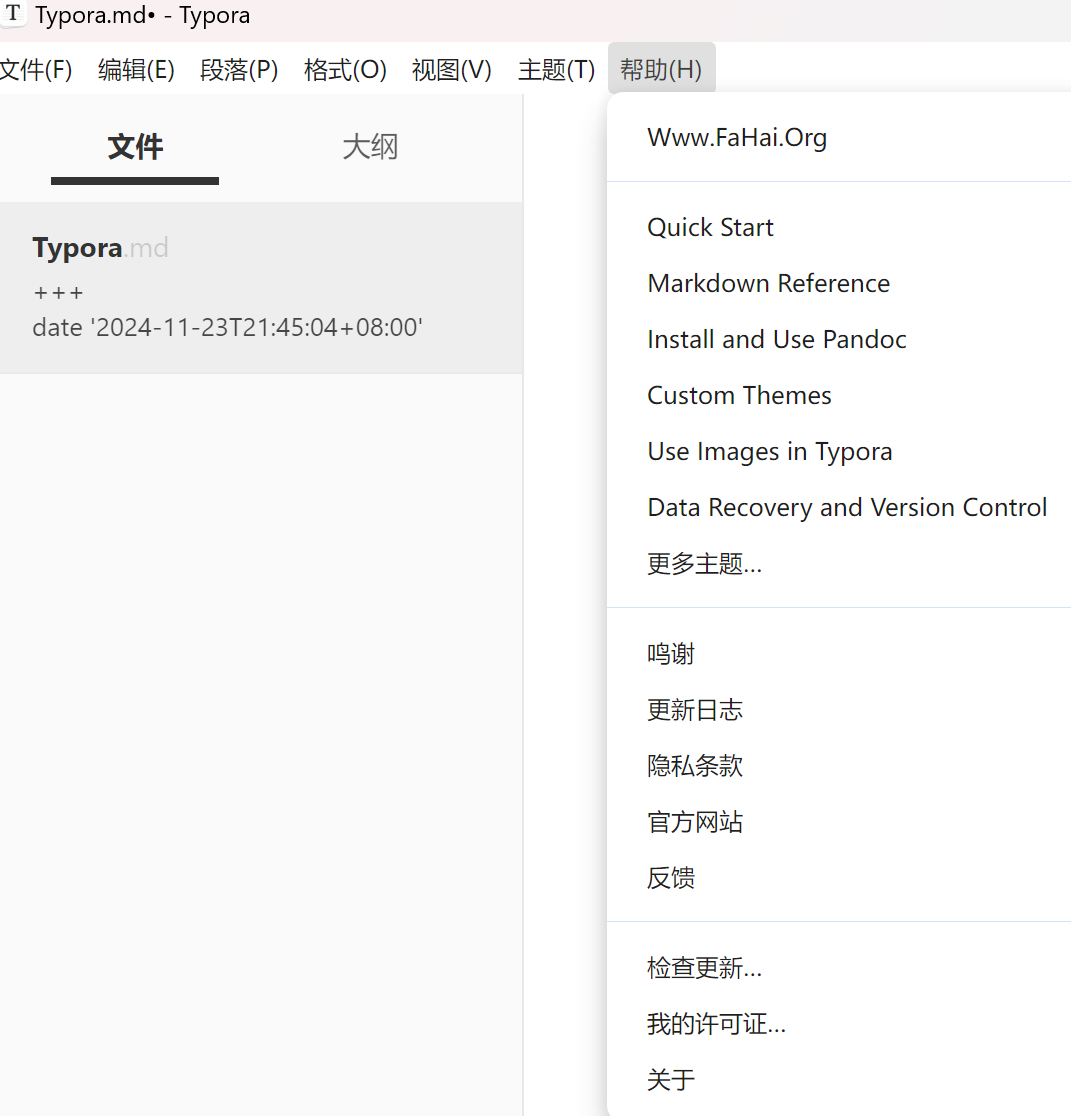 T Typora.md• - Typora
文件(F) 编辑(E) 段落(P) 格式(O) 视图(V) 主题(T) 帮助(H)
文件 大纲
Typora.md
+++
date '2024-11-23T21:45:04+08:00'
Www.FaHai.Org
Quick Start
Markdown Reference
Install and Use Pandoc
Custom Themes
Use Images in Typora
Data Recovery and Version Control
更多主题...
鸣谢
更新日志
隐私条款
官方网站
反馈
检查更新...
我的许可证...
关于